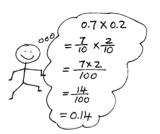 0.7 × 0.2
= 7/10 × 2/10
= 7×2/100
= 14/100
= 0.14